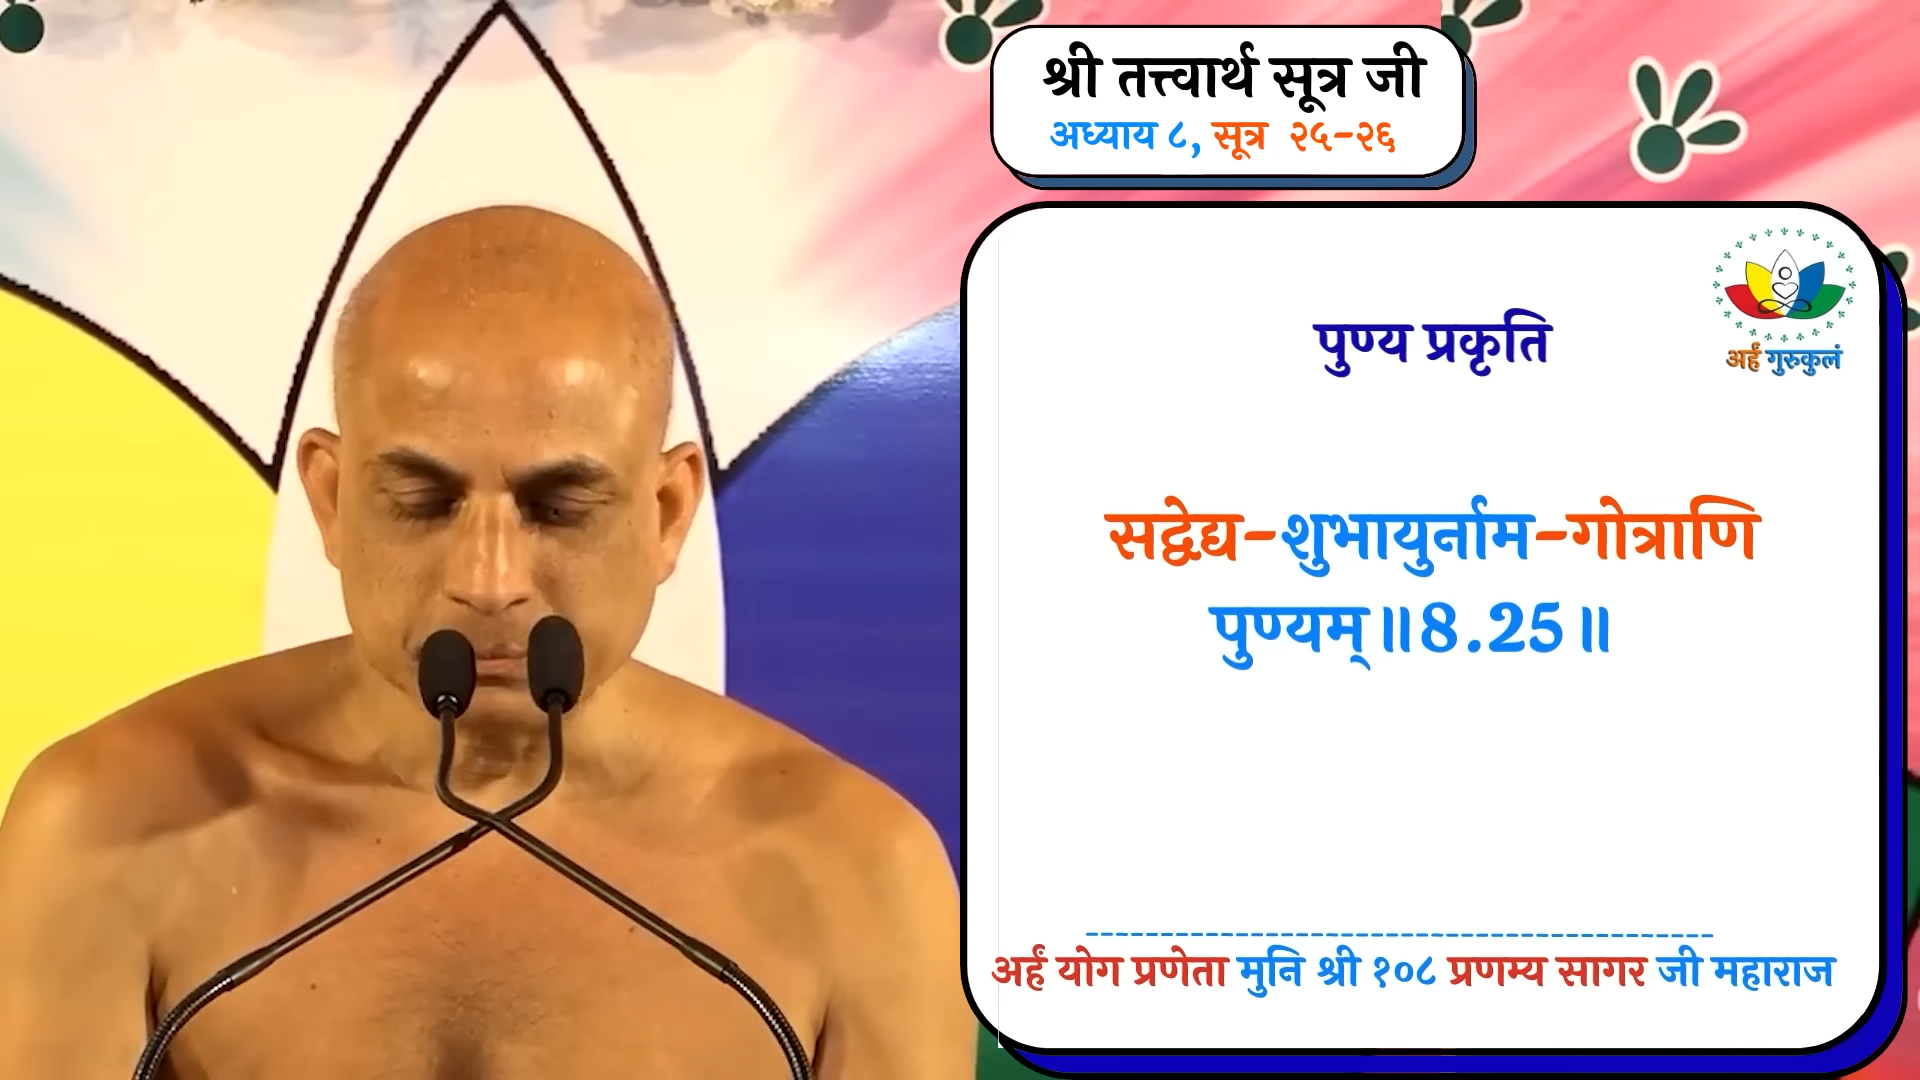 श्री तत्त्वार्थ सूत्र जी
अध्याय ८, सूत्र २५-२६
अर्हं गुरुकुलं
पुण्य प्रकृति
सद्वेद्य-शुभायुर्नाम-गोत्राणि
पुण्यम्॥8.25॥
अर्हं योग प्रणेता मुनि श्री १०८ प्रणम्य सागर जी महाराज